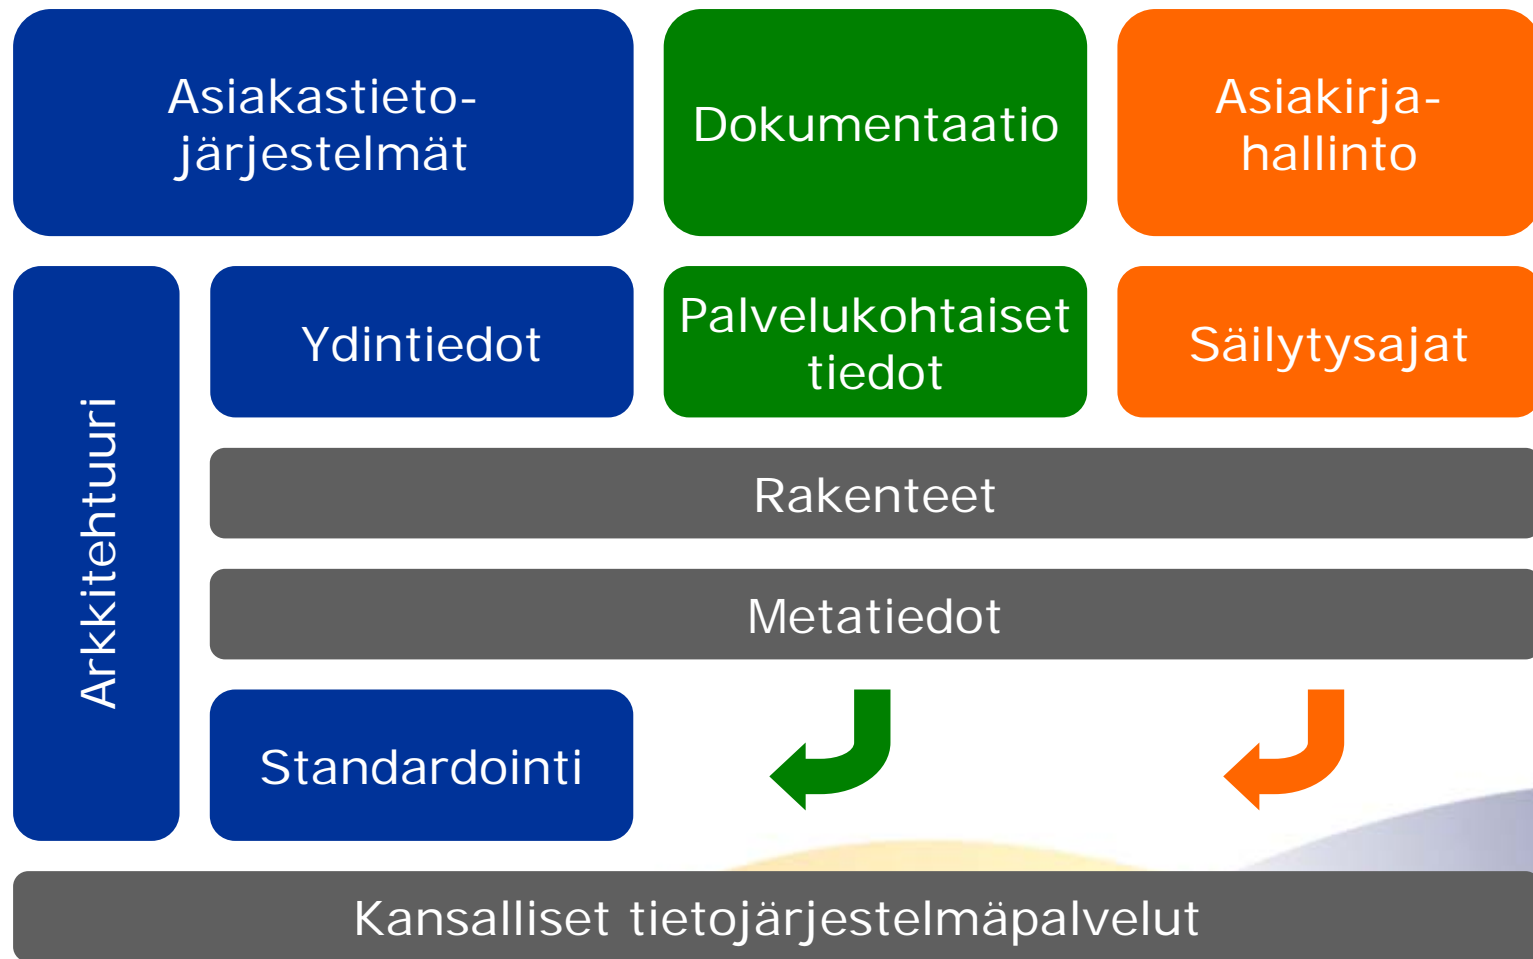 Asiakastieto-
järjestelmät
Dokumentaatio
Asiakirja-
hallinto
Arkkitehtuuri
Ydintiedot
Palvelukohtaiset
tiedot
Säilytysajat
Rakenteet
Metatiedot
Standardointi
Kansalliset tietojärjestelmäpalvelut